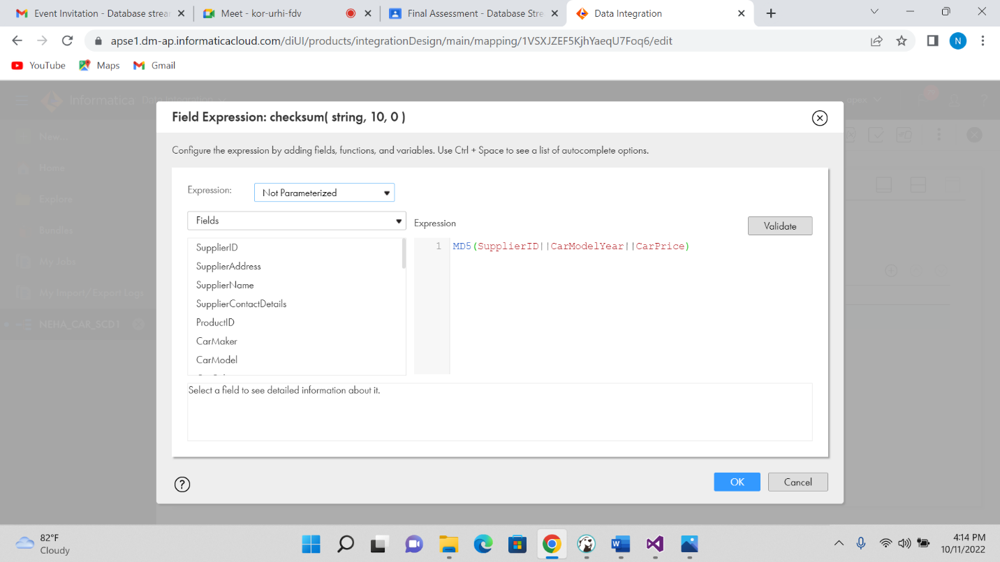 Event Invitation - Database strear
Meet - kor-urhi-fdv
Final Assessment - Database Stre
Data Integration
apse1.dm-ap.informaticacloud.com/diUI/products/integrationDesign/main/mapping/1VSXJZEF5KjhYaeqU7Foq6/edit
N
YouTube
Maps
Gmail
Informatica
New...
Home
Explore
Bundles
My Jobs
My Import/Export Logs
NEHA_CAR_SCD1
Field Expression: checksum( string, 10, 0 )
Configure the expression by adding fields, functions, and variables. Use Ctrl + Space to see a list of autocomplete options.
Expression:
Not Parameterized
Fields
Expression
Validate
SupplierID
SupplierAddress
SupplierName
SupplierContactDetails
ProductID
CarMaker
CarModel
1 MD5(SupplierID||CarModelYear||CarPrice)
Select a field to see detailed information about it.
?
OK
Cancel
82°F
Cloudy
4:14 PM
10/11/2022